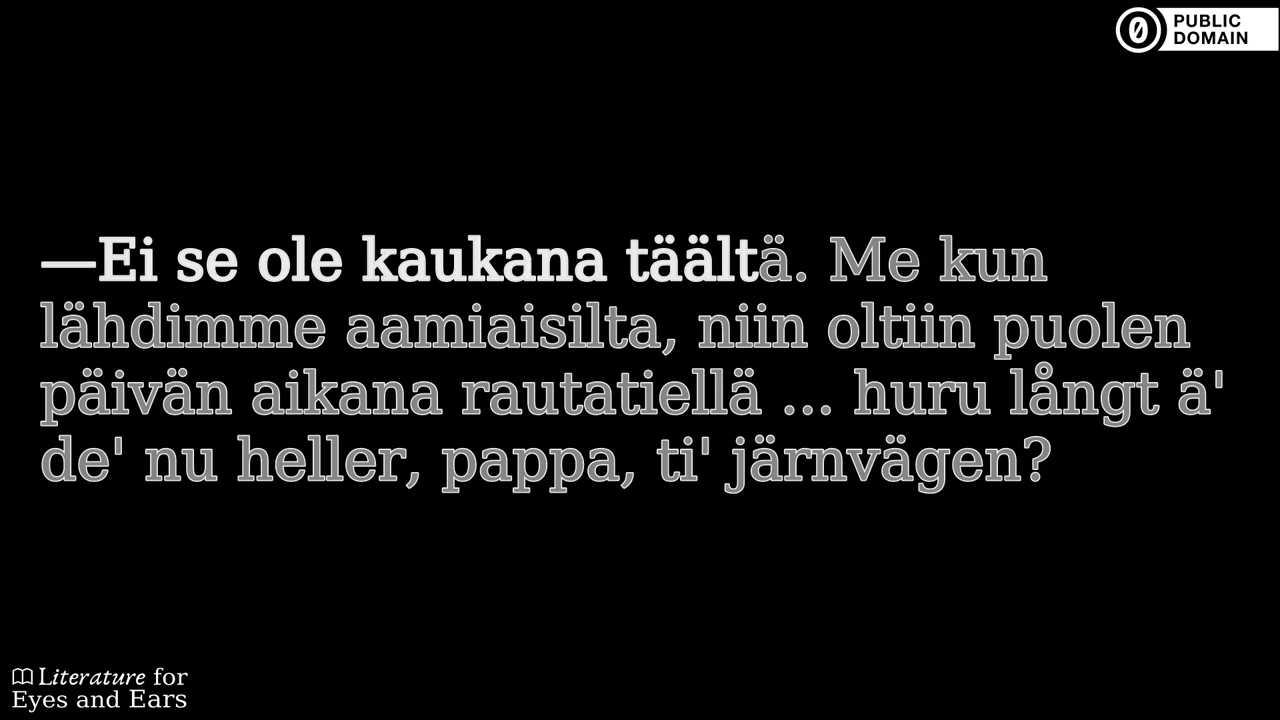 PUBLIC
DOMAIN
—Ei se ole kaukana täältä. Me kun
lähdimme aamiaisilta, niin oltiin puolen
päivän aikana rautatiellä ... huru långt ä'
de' nu heller, pappa, ti' järnvägen?
Literature for
Eyes and Ears